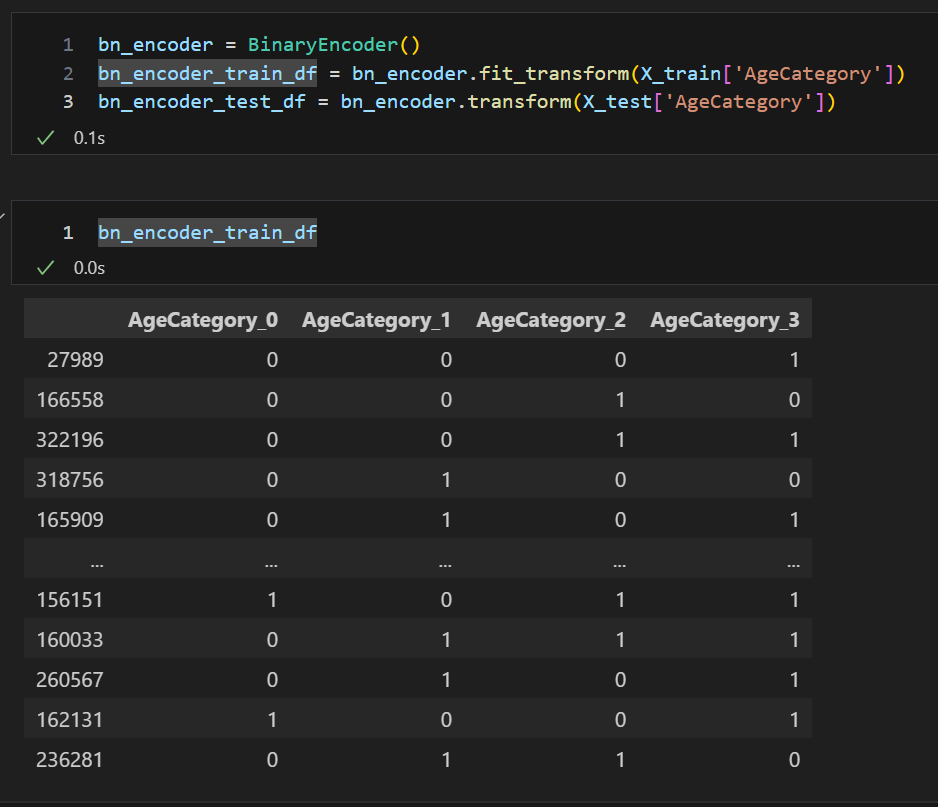 1 bn_encoder = BinaryEncoder()
2 bn_encoder_train_df = bn_encoder.fit_transform(X_train['AgeCategory'])
3 bn_encoder_test_df = bn_encoder.transform(X_test['AgeCategory'])
0.1s
1 bn_encoder_train_df
0.0s
AgeCategory_0 AgeCategory_1 AgeCategory_2 AgeCategory_3
27989 0 0 0 1
166558 0 0 1 0
322196 0 0 1 1
318756 0 1 0 0
165909 0 1 0 1
... ... ... ... ...
156151 1 0 1 1
160033 0 1 1 1
260567 0 1 0 1
162131 1 0 0 1
236281 0 1 1 0